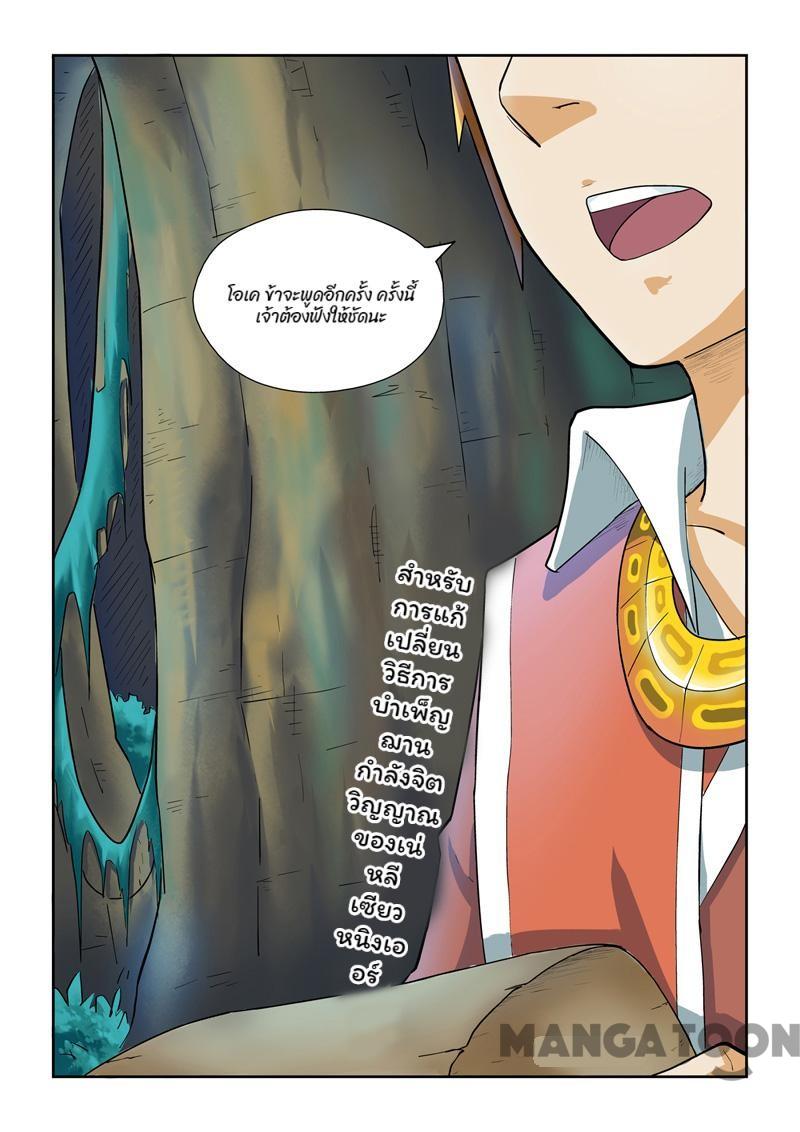 โอเค ข้าจะพูดอีกครั้ง ครั้งนี้
เจ้าต้องฟังให้ชัดนะ
สำหรับ
การแก้
เปลี่ยน
วิธีการ
บำเพ็ญ
ฌาน
กำลังจิต
วิญญาณ
ของเน่
หลี
เซียว
หนิงเอ
อร์
MANGATOON